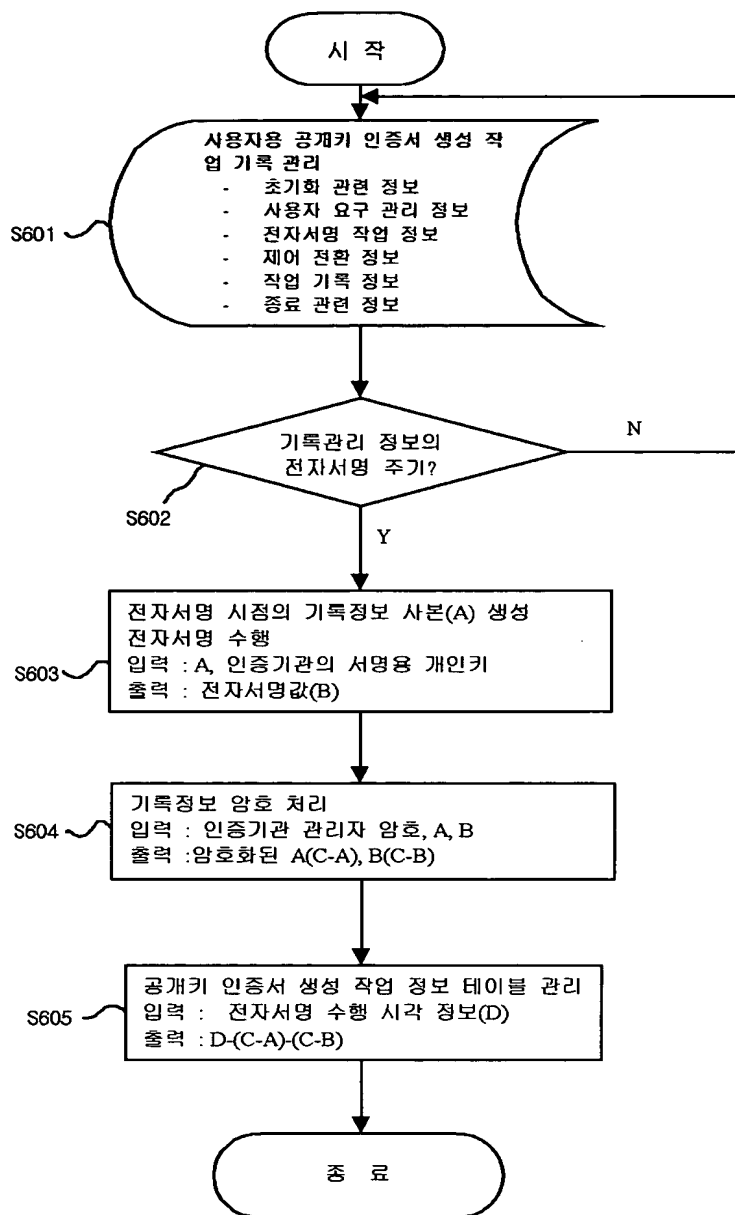 시 작
사용자용 공개키 인증서 생성 작
업 기록 관리
- 초기화 관련 정보
- 사용자 요구 관리 정보
- 전자서명 작업 정보
- 제어 전환 정보
- 작업 기록 정보
- 종료 관련 정보
S601
기록관리 정보의
전자서명 주기?
N
S602
Y
전자서명 시점의 기록정보 사본(A) 생성
전자서명 수행
입력 : A, 인증기관의 서명용 개인키
출력 : 전자서명값(B)
S603
기록정보 암호 처리
입력 : 인증기관 관리자 암호, A, B
출력 :암호화된 A(C-A), B(C-B)
S604
공개키 인증서 생성 작업 정보 테이블 관리
입력 : 전자서명 수행 시각 정보(D)
출력 : D-(C-A)-(C-B)
S605
종 료